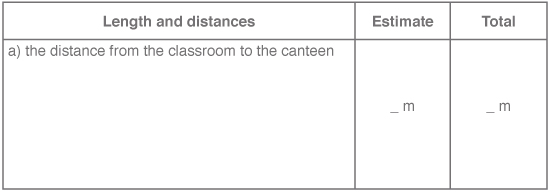 Length and distances Estimate Total
a) the distance from the classroom to the canteen
_ m _ m